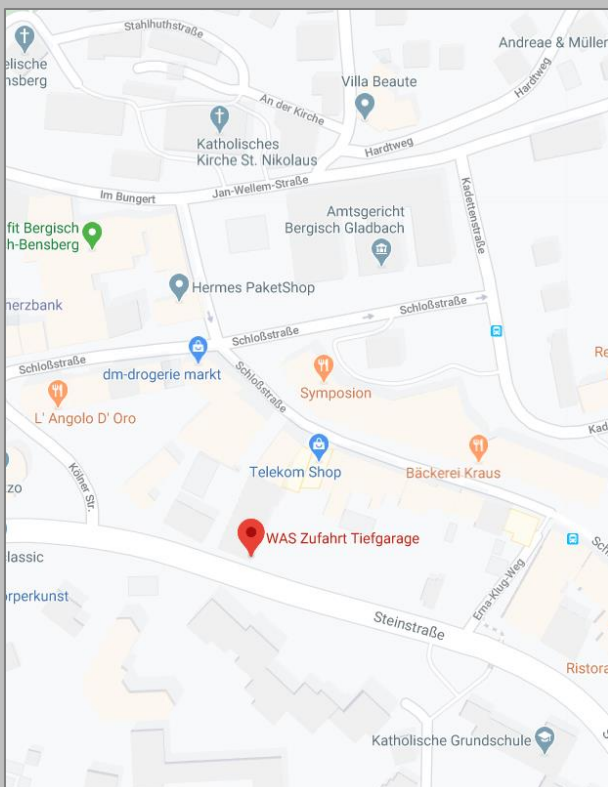 Stahlhuthstraße
elische
nsberg
Andreae & Müller
Villa Beaute
Hardtweg
An der Kirche
Katholisches
Kirche St. Nikolaus
Hardtweg
Im Bungert
Jan-Wellem-Straße
Kadettenstraße
Amtsgericht
Bergisch Gladbach
fit Bergisch
h-Bensberg
Hermes PaketShop
nerzbank
Schloßstraße
Schloßstraße
Schloßstraße
dm-drogerie markt
Schloßstraße
Symposion
Re
L' Angolo D' Oro
Kad
Telekom Shop
Bäckerei Kraus
Kölner Str.
zo
WAS Zufahrt Tiefgarage
Sch
lassic
Erna-Klug-Weg
rperkunst
Steinstraße
Ristora
Katholische Grundschule
S